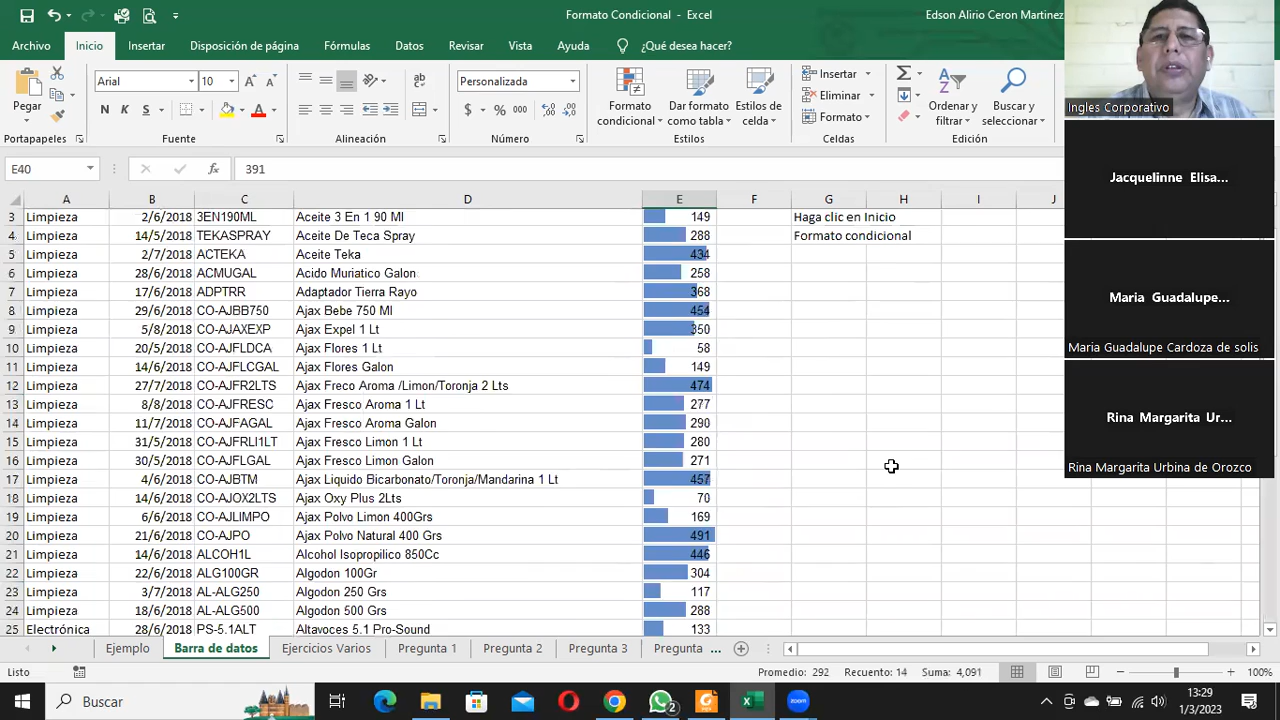 Formato Condicional - Excel
Edson Alirio Ceron Martinez
Archivo Inicio Insertar Disposición de página Fórmulas Datos Revisar Vista Ayuda ¿Qué desea hacer?
Pegar
Arial 10
N K S
Personalizada
$ % 000
Formato condicional
Dar formato como tabla
Estilos de celda
Insertar
Eliminar
Formato
Ordenar y filtrar
Buscar y seleccionar
Portapapeles Fuente Alineación Número Estilos Celdas Edición
Ingles Corporativo
E40 fx 391
A B C D E F G H I J
3 Limpieza 2/6/2018 3EN190ML Aceite 3 En 1 90 Ml 149 Haga clic en Inicio
4 Limpieza 14/5/2018 TEKASPRAY Aceite De Teca Spray 288 Formato condicional
5 Limpieza 2/7/2018 ACTEKA Aceite Teka 434
6 Limpieza 28/6/2018 ACMUGAL Acido Muriatico Galon 258
7 Limpieza 17/6/2018 ADPTRR Adaptador Tierra Rayo 368
8 Limpieza 29/6/2018 CO-AJBB750 Ajax Bebe 750 Ml 454
9 Limpieza 5/8/2018 CO-AJAXEXP Ajax Expel 1 Lt 350
10 Limpieza 20/5/2018 CO-AJFLDCA Ajax Flores 1 Lt 58
11 Limpieza 14/6/2018 CO-AJFLCGAL Ajax Flores Galon 149
12 Limpieza 27/7/2018 CO-AJFR2LTS Ajax Freco Aroma /Limon/Toronja 2 Lts 474
13 Limpieza 8/8/2018 CO-AJFRESC Ajax Fresco Aroma 1 Lt 277
14 Limpieza 11/7/2018 CO-AJFAGAL Ajax Fresco Aroma Galon 290
15 Limpieza 31/5/2018 CO-AJFRLI1LT Ajax Fresco Limon 1 Lt 280
16 Limpieza 30/5/2018 CO-AJFLGAL Ajax Fresco Limon Galon 271
17 Limpieza 4/6/2018 CO-AJBTM Ajax Liquido Bicarbonato/Toronja/Mandarina 1 Lt 457
18 Limpieza 14/6/2018 CO-AJOX2LTS Ajax Oxy Plus 2Lts 70
19 Limpieza 6/6/2018 CO-AJLIMPO Ajax Polvo Limon 400Grs 169
20 Limpieza 21/6/2018 CO-AJPO Ajax Polvo Natural 400 Grs 491
21 Limpieza 14/6/2018 ALCOH1L Alcohol Isopropilico 850Cc 446
22 Limpieza 22/6/2018 ALG100GR Algodon 100Gr 304
23 Limpieza 3/7/2018 AL-ALG250 Algodon 250 Grs 117
24 Limpieza 18/6/2018 AL-ALG500 Algodon 500 Grs 288
25 Electrónica 28/6/2018 PS-5.1ALT Altavoces 5.1 Pro-Sound 133
Jacquelinne Elisa...
Maria Guadalupe...
Maria Guadalupe Cardoza de solis
Rina Margarita Ur...
Rina Margarita Urbina de Orozco
Ejemplo Barra de datos Ejercicios Varios Pregunta 1 Pregunta 2 Pregunta 3 Pregunta ...
Listo Promedio: 292 Recuento: 14 Suma: 4,091 100%
Buscar
2
zoom
13:29
1/3/2023